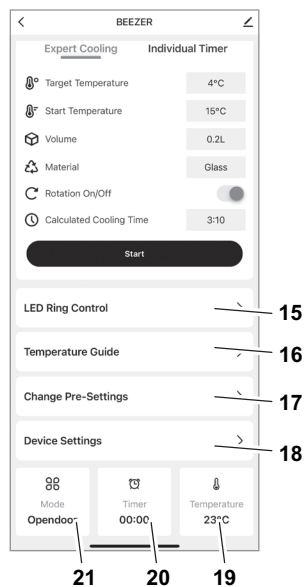 BEEZER
Expert Cooling Individual Timer
Target Temperature 4°C
Start Temperature 15°C
Volume 0.2L
Material Glass
Rotation On/Off
Calculated Cooling Time 3:10
Start
LED Ring Control
15
Temperature Guide
16
Change Pre-Settings
17
Device Settings
18
Mode Timer Temperature
Opendoor 00:00 23°C
21 20 19